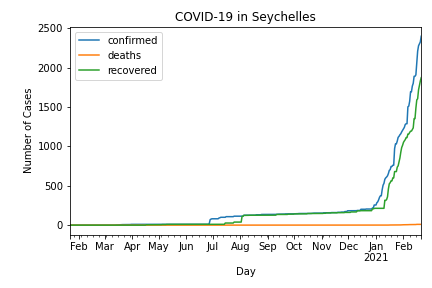 COVID-19 in Seychelles
confirmed
deaths
recovered
Number of Cases
2500
2000
1500
1000
500
0
Feb Mar Apr May Jun Jul Aug Sep Oct Nov Dec Jan Feb
2021
Day